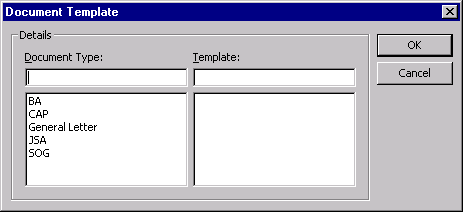 Document Template
Details
Document Type:
Template:
OK
Cancel
BA
CAP
General Letter
JSA
SOG